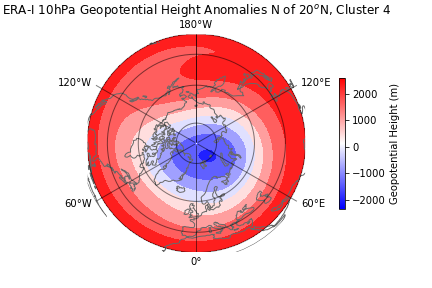 ERA-I 10hPa Geopotential Height Anomalies N of 20°N, Cluster 4
180°W
120°W
120°E
60°W
60°E
0°
2000
1000
0
−1000
−2000
Geopotential Height (m)